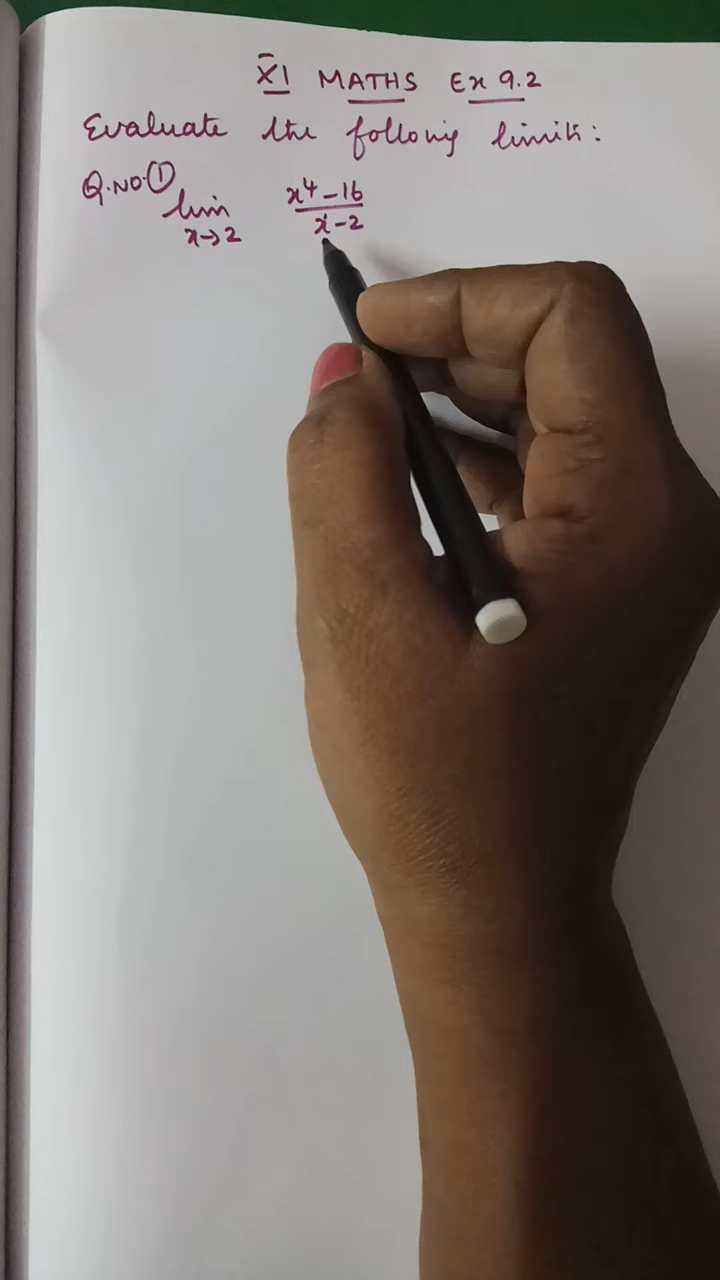 XI MATHS Ex 9.2
Evaluate the following limits:
Q.NO.① lim x→2 x⁴-16 / x-2